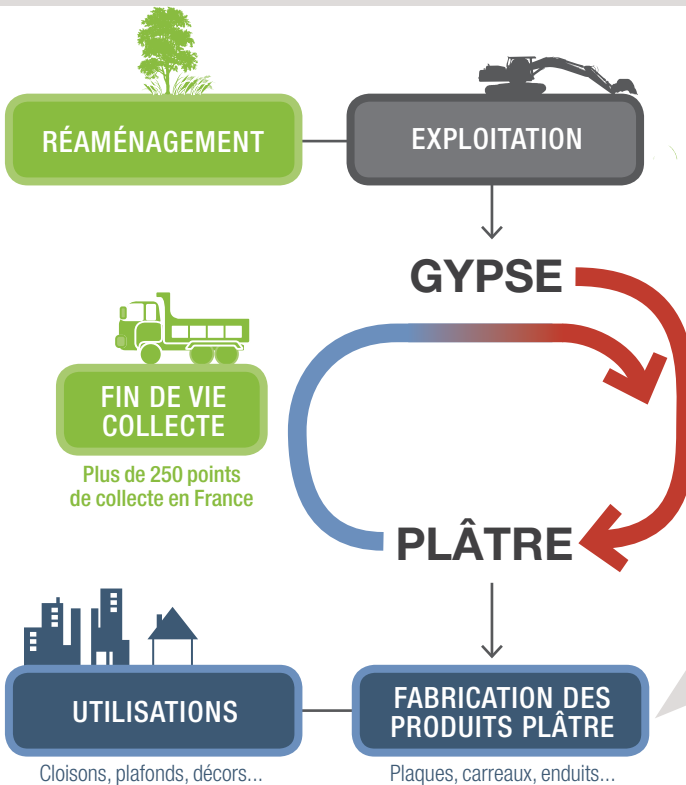 RÉAMÉNAGEMENT
EXPLOITATION
GYPSE
FIN DE VIE
COLLECTE
Plus de 250 points
de collecte en France
PLÂTRE
UTILISATIONS
FABRICATION DES
PRODUITS PLÂTRE
Cloisons, plafonds, décors...
Plaques, carreaux, enduits...